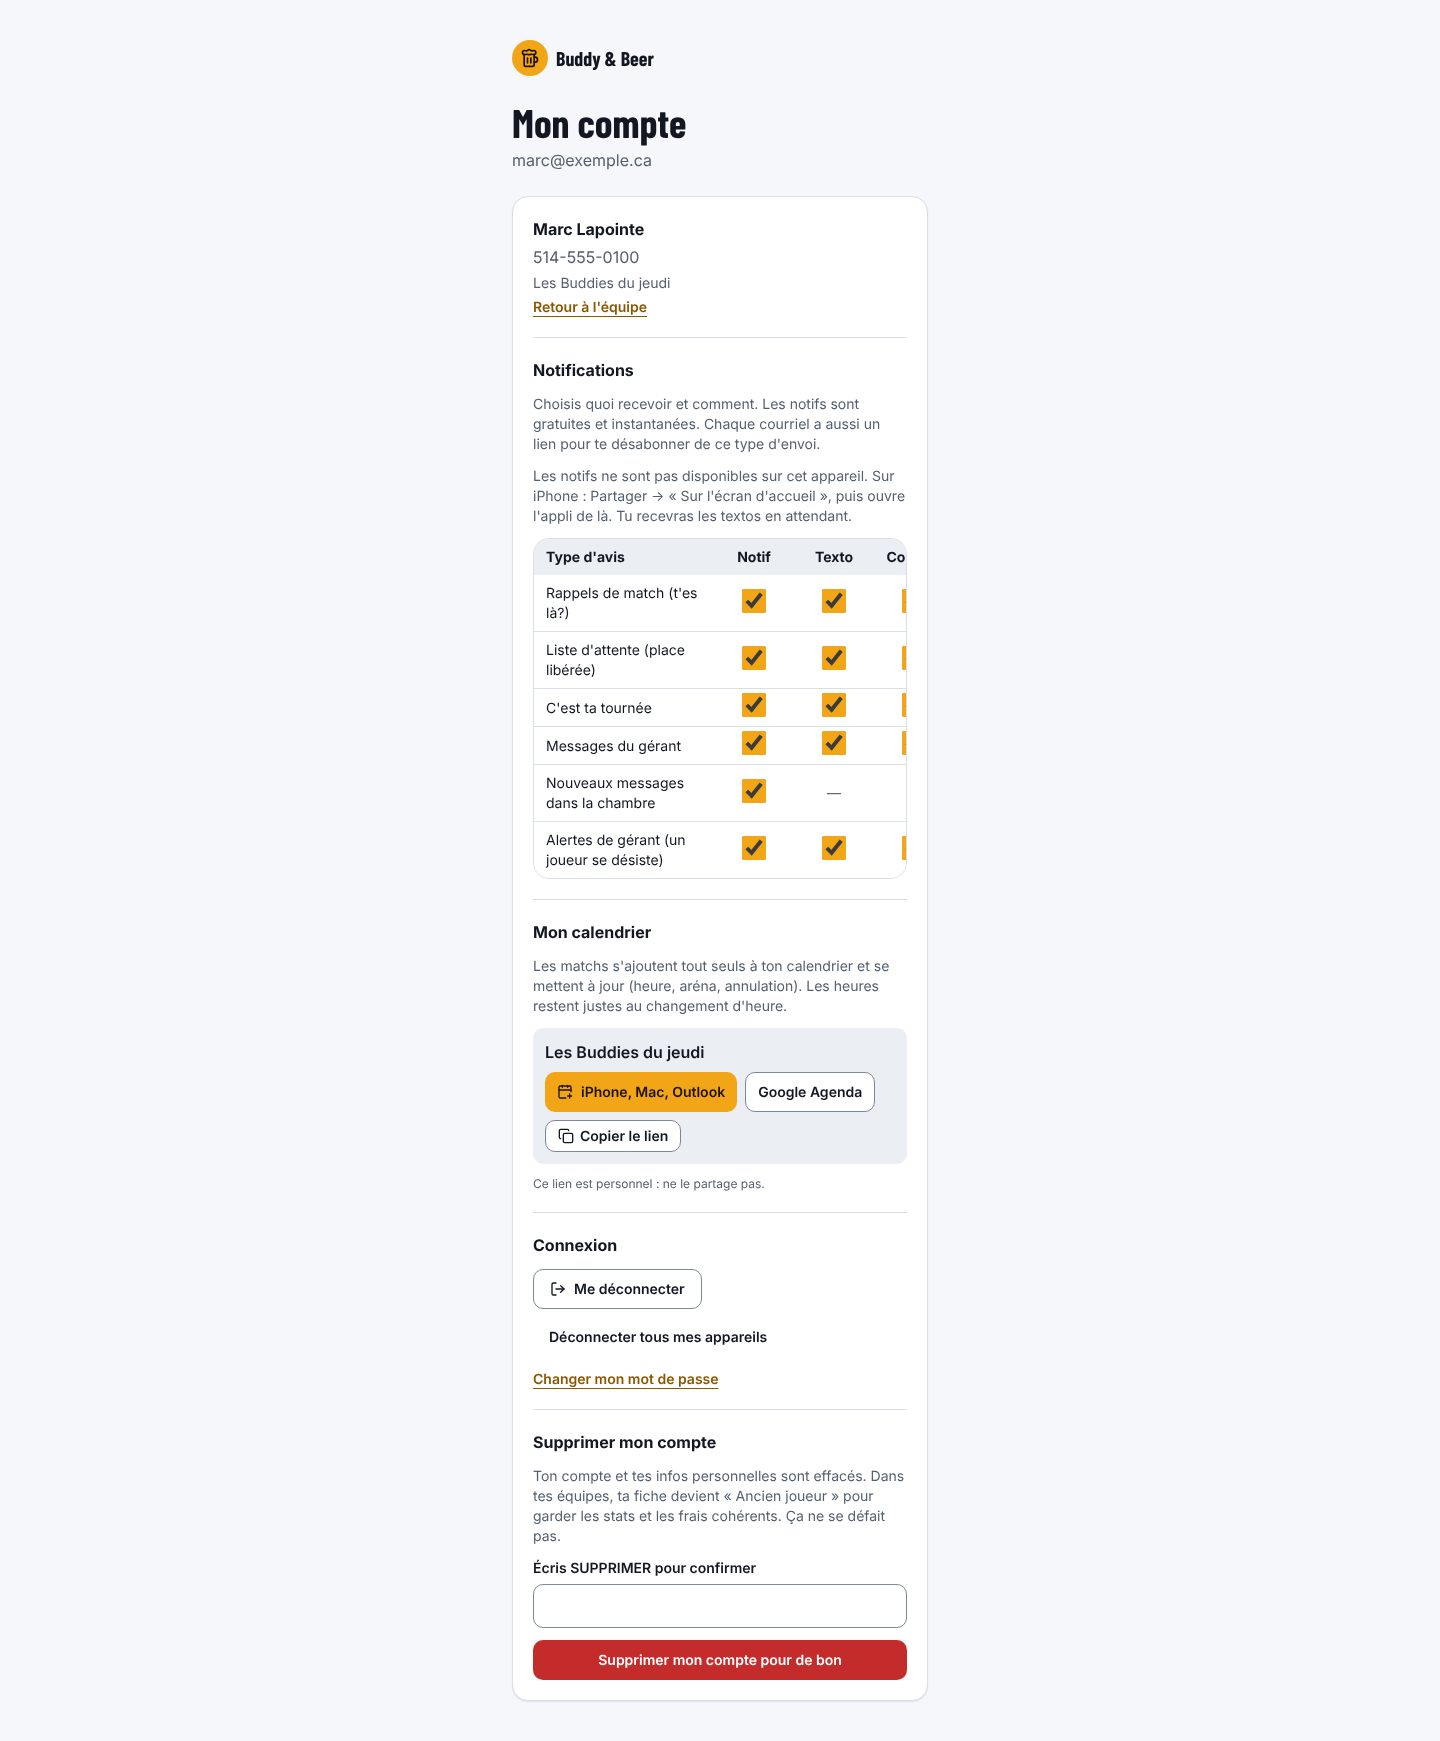 Buddy & Beer
Mon compte
marc@exemple.ca
Marc Lapointe
514-555-0100
Les Buddies du jeudi
Retour à l'équipe
Notifications
Choisis quoi recevoir et comment. Les notifs sont
gratuites et instantanées. Chaque courriel a aussi un
lien pour te désabonner de ce type d'envoi.
Les notifs ne sont pas disponibles sur cet appareil. Sur
iPhone : Partager → « Sur l'écran d'accueil », puis ouvre
l'appli de là. Tu recevras les textos en attendant.
Type d'avis Notif Texto Co
Rappels de match (t'es
là?)
Liste d'attente (place
libérée)
C'est ta tournée
Messages du gérant
Nouveaux messages
dans la chambre —
Alertes de gérant (un
joueur se désiste)
Mon calendrier
Les matchs s'ajoutent tout seuls à ton calendrier et se
mettent à jour (heure, aréna, annulation). Les heures
restent justes au changement d'heure.
Les Buddies du jeudi
iPhone, Mac, Outlook Google Agenda
Copier le lien
Ce lien est personnel : ne le partage pas.
Connexion
Me déconnecter
Déconnecter tous mes appareils
Changer mon mot de passe
Supprimer mon compte
Ton compte et tes infos personnelles sont effacés. Dans
tes équipes, ta fiche devient « Ancien joueur » pour
garder les stats et les frais cohérents. Ça ne se défait
pas.
Écris SUPPRIMER pour confirmer
Supprimer mon compte pour de bon